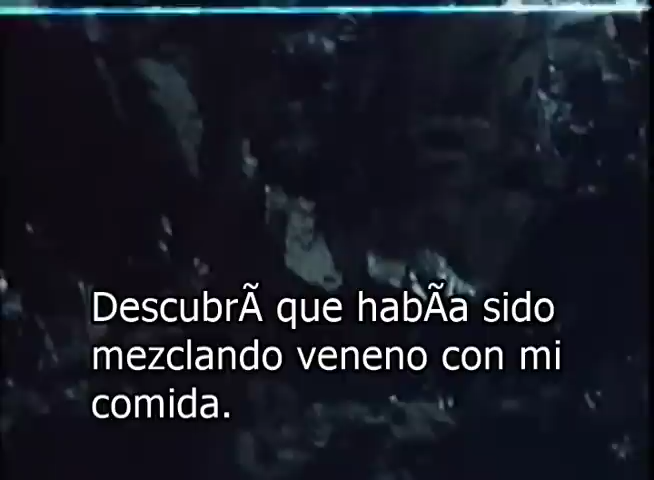 DescubrÃ que habÃa sido
mezclando veneno con mi
comida.